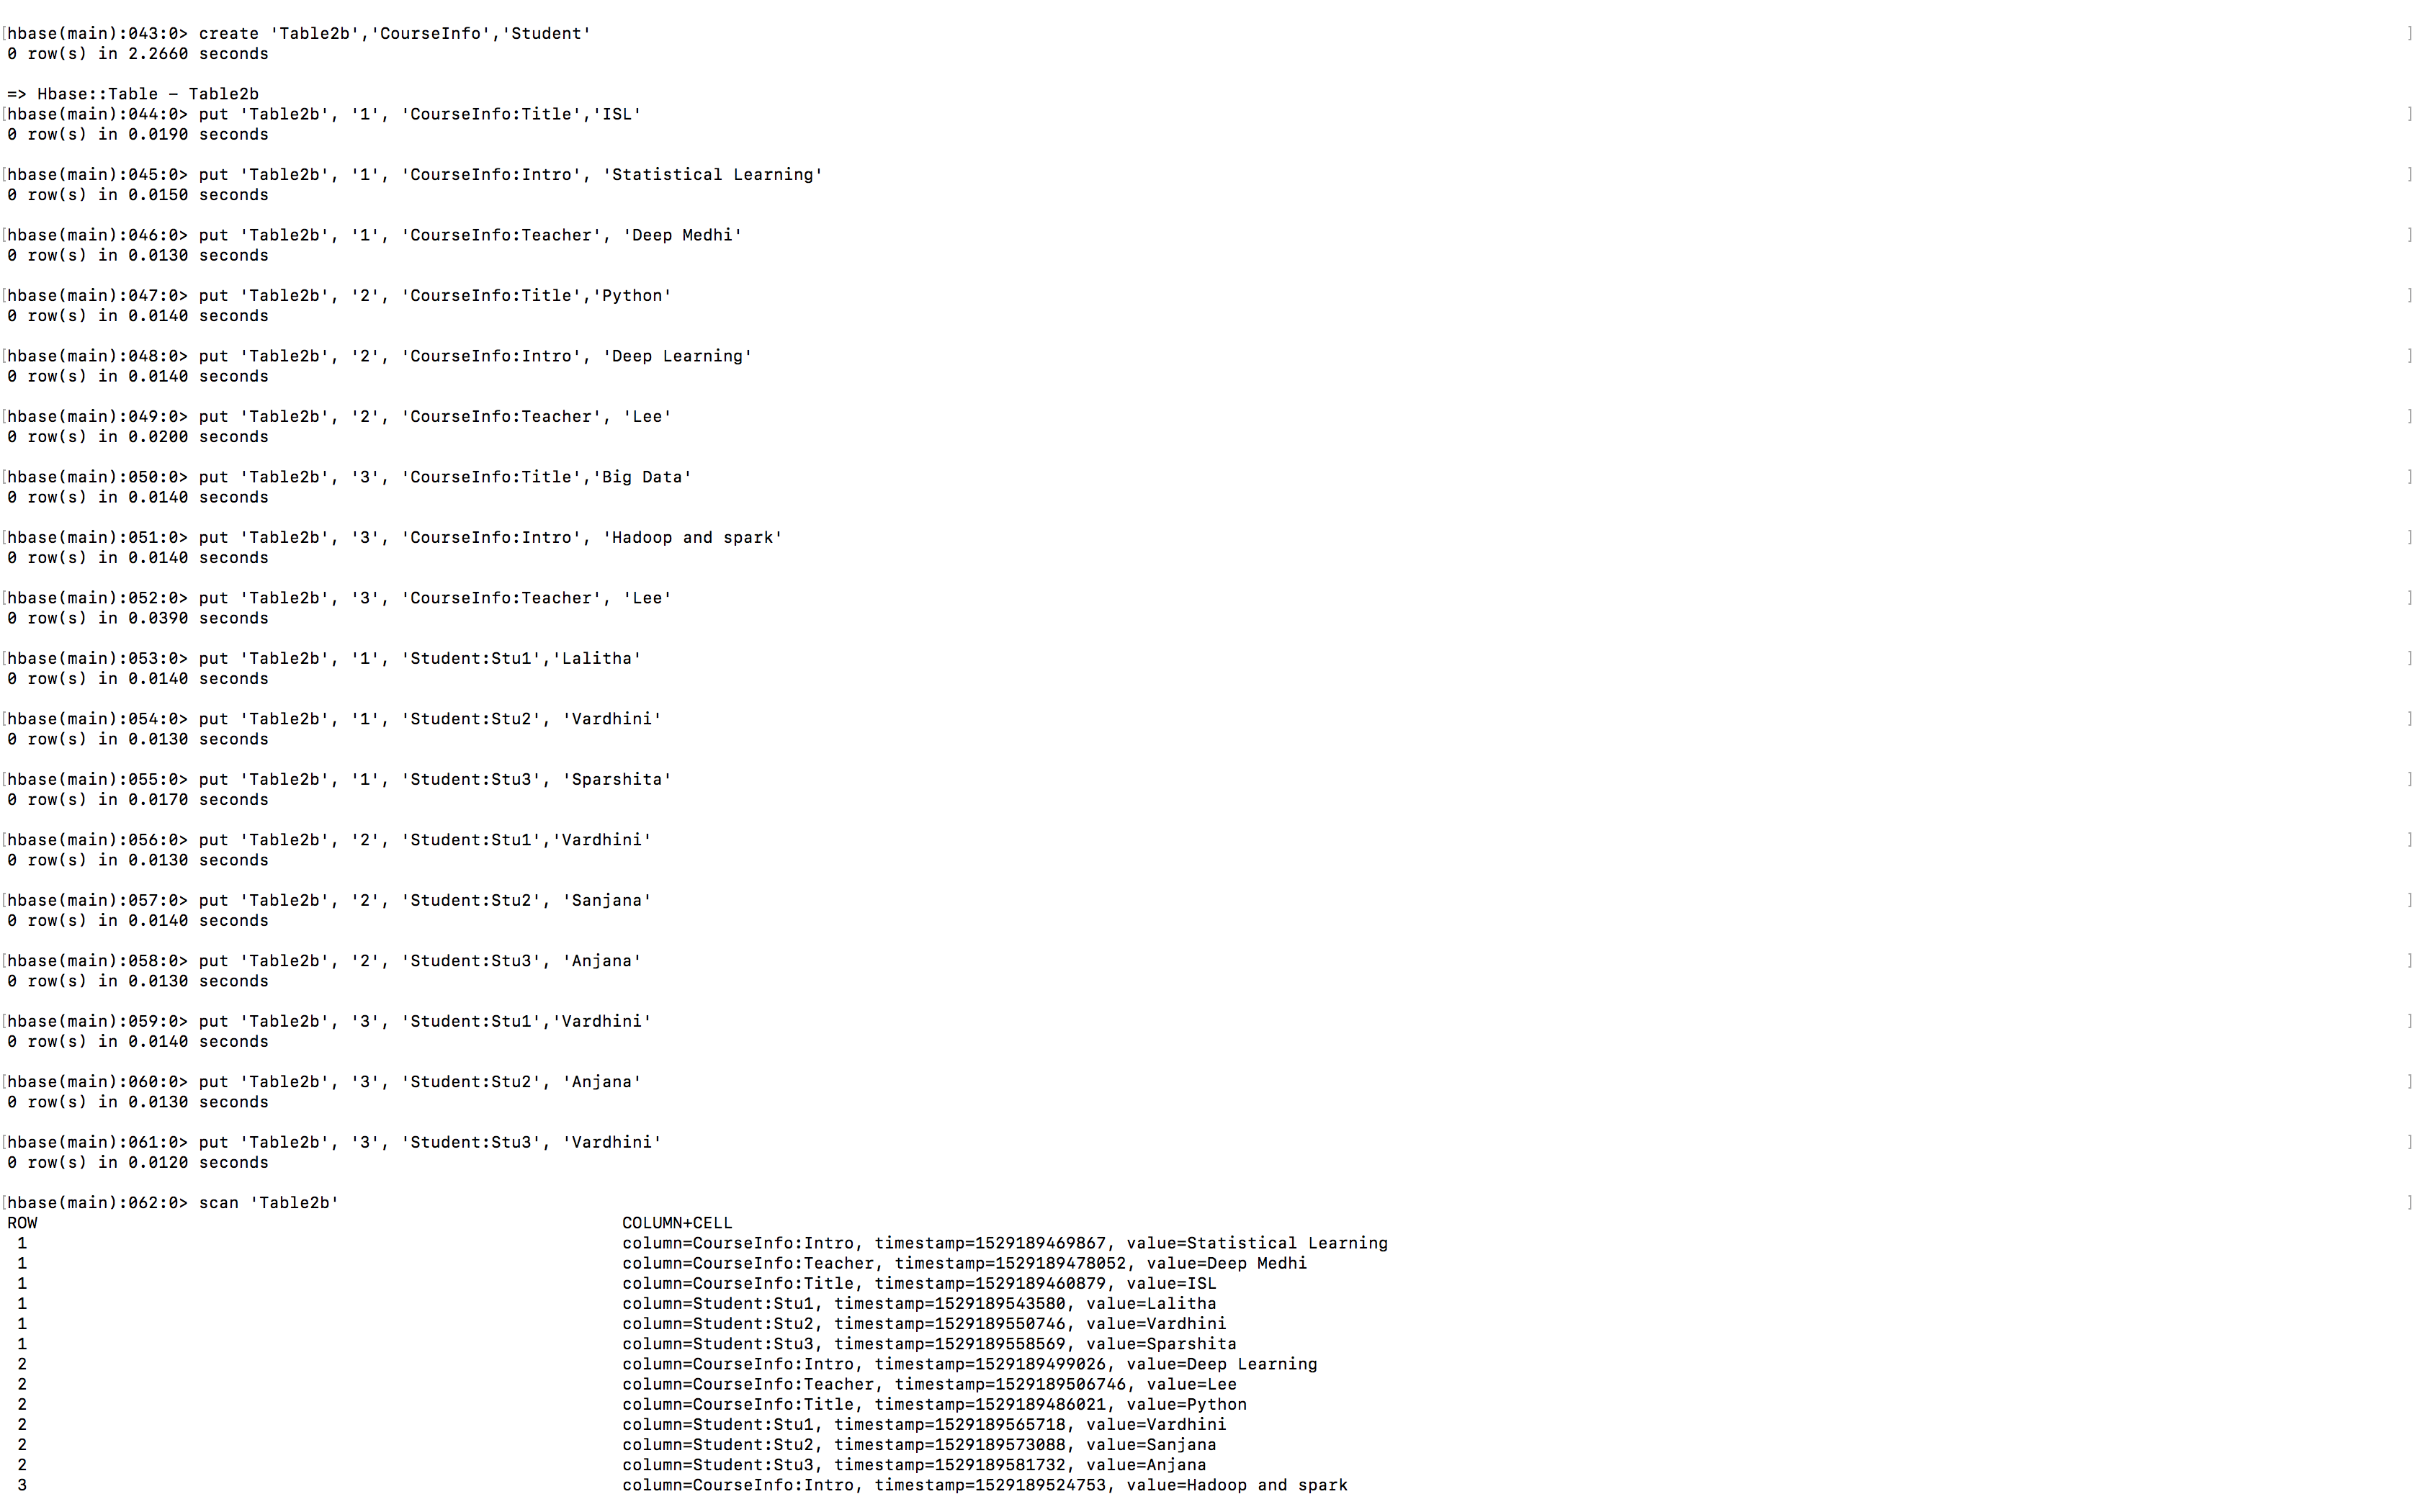 [hbase(main):043:0> create 'Table2b','CourseInfo','Student' ]
0 row(s) in 2.2660 seconds
=> Hbase::Table - Table2b
[hbase(main):044:0> put 'Table2b', '1', 'CourseInfo:Title','ISL' ]
0 row(s) in 0.0190 seconds
[hbase(main):045:0> put 'Table2b', '1', 'CourseInfo:Intro', 'Statistical Learning' ]
0 row(s) in 0.0150 seconds
[hbase(main):046:0> put 'Table2b', '1', 'CourseInfo:Teacher', 'Deep Medhi' ]
0 row(s) in 0.0130 seconds
[hbase(main):047:0> put 'Table2b', '2', 'CourseInfo:Title','Python' ]
0 row(s) in 0.0140 seconds
[hbase(main):048:0> put 'Table2b', '2', 'CourseInfo:Intro', 'Deep Learning' ]
0 row(s) in 0.0140 seconds
[hbase(main):049:0> put 'Table2b', '2', 'CourseInfo:Teacher', 'Lee' ]
0 row(s) in 0.0200 seconds
[hbase(main):050:0> put 'Table2b', '3', 'CourseInfo:Title','Big Data' ]
0 row(s) in 0.0140 seconds
[hbase(main):051:0> put 'Table2b', '3', 'CourseInfo:Intro', 'Hadoop and spark' ]
0 row(s) in 0.0140 seconds
[hbase(main):052:0> put 'Table2b', '3', 'CourseInfo:Teacher', 'Lee' ]
0 row(s) in 0.0390 seconds
[hbase(main):053:0> put 'Table2b', '1', 'Student:Stu1','Lalitha' ]
0 row(s) in 0.0140 seconds
[hbase(main):054:0> put 'Table2b', '1', 'Student:Stu2', 'Vardhini' ]
0 row(s) in 0.0130 seconds
[hbase(main):055:0> put 'Table2b', '1', 'Student:Stu3', 'Sparshita' ]
0 row(s) in 0.0170 seconds
[hbase(main):056:0> put 'Table2b', '2', 'Student:Stu1','Vardhini' ]
0 row(s) in 0.0130 seconds
[hbase(main):057:0> put 'Table2b', '2', 'Student:Stu2', 'Sanjana' ]
0 row(s) in 0.0140 seconds
[hbase(main):058:0> put 'Table2b', '2', 'Student:Stu3', 'Anjana' ]
0 row(s) in 0.0130 seconds
[hbase(main):059:0> put 'Table2b', '3', 'Student:Stu1','Vardhini' ]
0 row(s) in 0.0140 seconds
[hbase(main):060:0> put 'Table2b', '3', 'Student:Stu2', 'Anjana' ]
0 row(s) in 0.0130 seconds
[hbase(main):061:0> put 'Table2b', '3', 'Student:Stu3', 'Vardhini' ]
0 row(s) in 0.0120 seconds
[hbase(main):062:0> scan 'Table2b' ]
ROW COLUMN+CELL
1 column=CourseInfo:Intro, timestamp=1529189469867, value=Statistical Learning
1 column=CourseInfo:Teacher, timestamp=1529189478052, value=Deep Medhi
1 column=CourseInfo:Title, timestamp=1529189460879, value=ISL
1 column=Student:Stu1, timestamp=1529189543580, value=Lalitha
1 column=Student:Stu2, timestamp=1529189550746, value=Vardhini
1 column=Student:Stu3, timestamp=1529189558569, value=Sparshita
2 column=CourseInfo:Intro, timestamp=1529189499026, value=Deep Learning
2 column=CourseInfo:Teacher, timestamp=1529189506746, value=Lee
2 column=CourseInfo:Title, timestamp=1529189486021, value=Python
2 column=Student:Stu1, timestamp=1529189565718, value=Vardhini
2 column=Student:Stu2, timestamp=1529189573088, value=Sanjana
2 column=Student:Stu3, timestamp=1529189581732, value=Anjana
3 column=CourseInfo:Intro, timestamp=1529189524753, value=Hadoop and spark